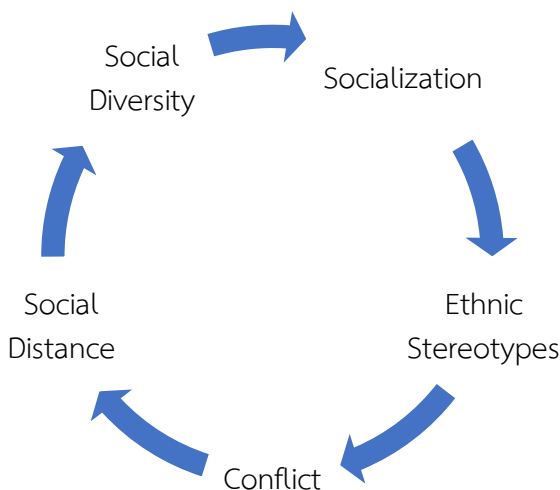 Social
Diversity
Socialization
Ethnic
Stereotypes
Conflict
Social
Distance